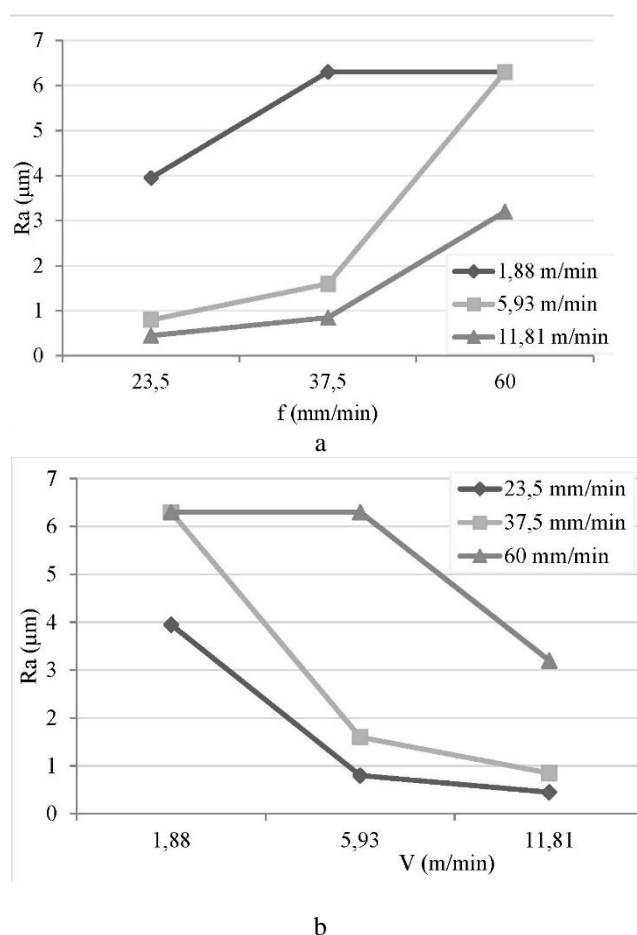 7
6
5
4
3
2
1
0
Ra (µm)
1,88 m/min
5,93 m/min
11,81 m/min
23,5 37,5 60
f (mm/min)
a
7
6
5
4
3
2
1
0
Ra (µm)
23,5 mm/min
37,5 mm/min
60 mm/min
1,88 5,93 11,81
V (m/min)
b